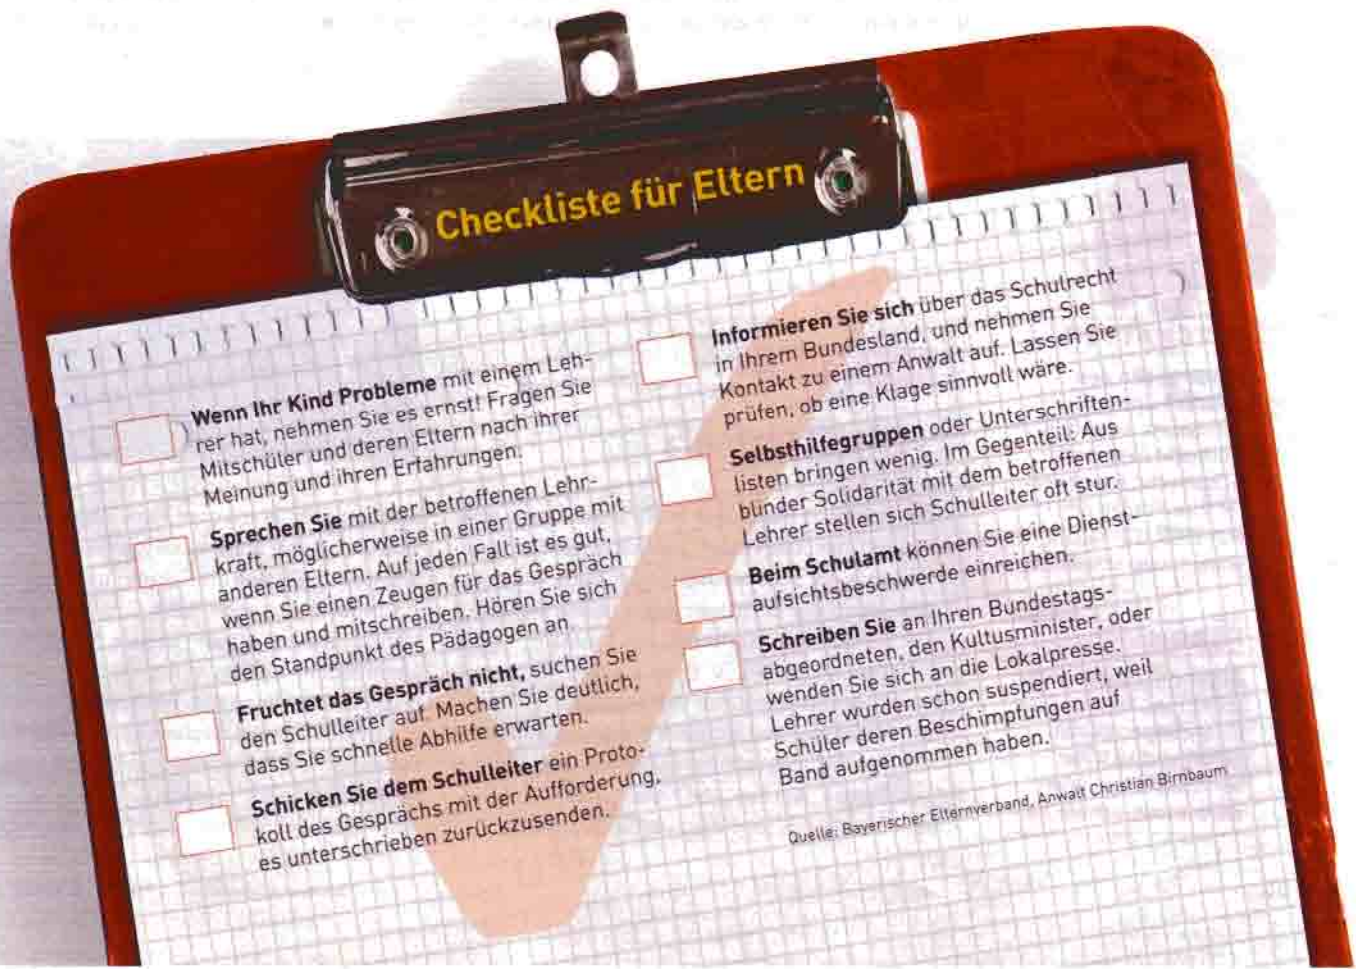 Checkliste für Eltern
Wenn Ihr Kind Probleme mit einem Leh-
rer hat, nehmen Sie es ernst! Fragen Sie
Mitschüler und deren Eltern nach ihrer
Meinung und ihren Erfahrungen.
Sprechen Sie mit der betroffenen Lehr-
kraft, möglicherweise in einer Gruppe mit
anderen Eltern. Auf jeden Fall ist es gut,
wenn Sie einen Zeugen für das Gespräch
haben und mitschreiben. Hören Sie sich
den Standpunkt des Pädagogen an.
Fruchtet das Gespräch nicht, suchen Sie
den Schulleiter auf. Machen Sie deutlich,
dass Sie schnelle Abhilfe erwarten.
Schicken Sie dem Schulleiter ein Proto-
koll des Gesprächs mit der Aufforderung,
es unterschrieben zurückzusenden.
Informieren Sie sich über das Schulrecht
in Ihrem Bundesland, und nehmen Sie
Kontakt zu einem Anwalt auf. Lassen Sie
prüfen, ob eine Klage sinnvoll wäre.
Selbsthilfegruppen oder Unterschriften-
listen bringen wenig. Im Gegenteil: Aus
blinder Solidarität mit dem betroffenen
Lehrer stellen sich Schulleiter oft stur.
Beim Schulamt können Sie eine Dienst-
aufsichtsbeschwerde einreichen.
Schreiben Sie an Ihren Bundestags-
abgeordneten, den Kultusminister, oder
wenden Sie sich an die Lokalpresse.
Lehrer wurden schon suspendiert, weil
Schüler deren Beschimpfungen auf
Band aufgenommen haben.
Quelle: Bayerischer Elternverband, Anwalt Christian Birnbaum